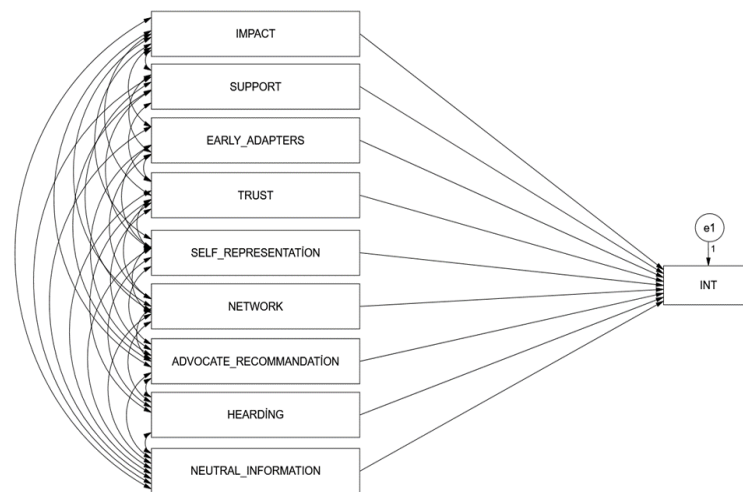 IMPACT
SUPPORT
EARLY_ADAPTERS
TRUST
e1
1
SELF_REPRESENTATİON
INT
NETWORK
ADVOCATE_RECOMMANDATİON
HEARDİNG
NEUTRAL_INFORMATION